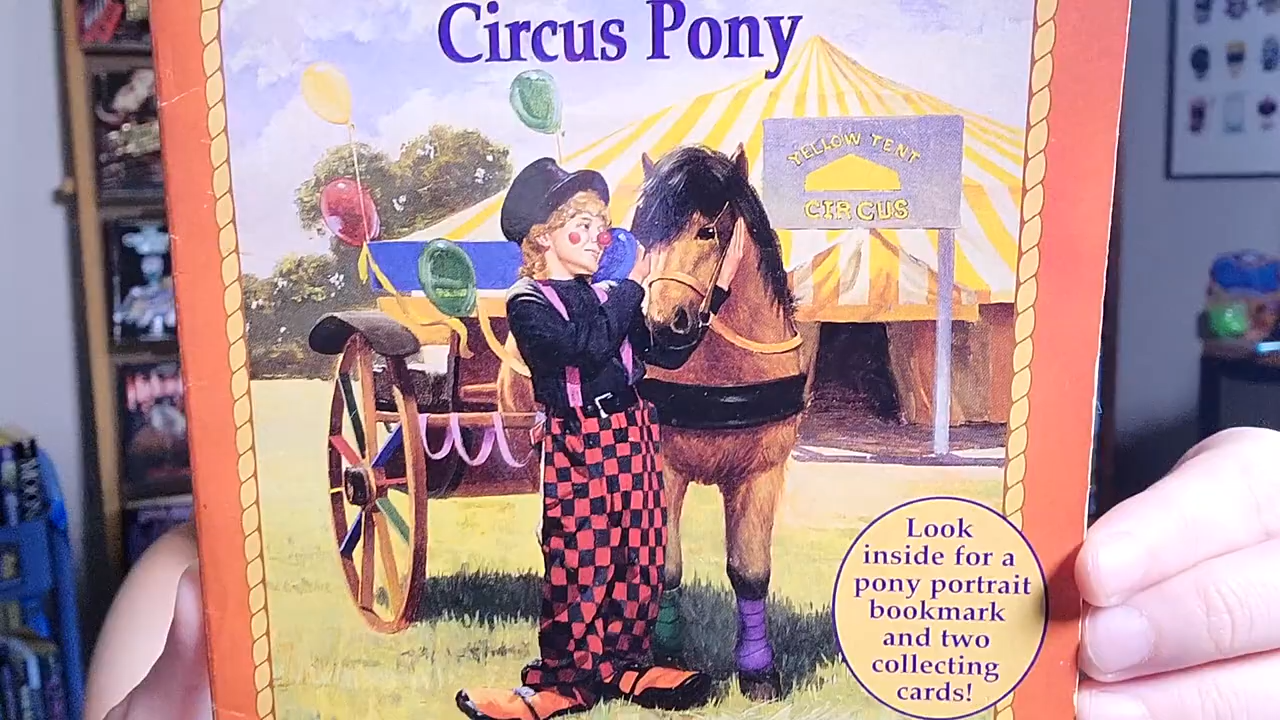 Circus Pony
YELLOW TENT
CIRCUS
Look
inside for a
pony portrait
bookmark
and two
collecting
cards!